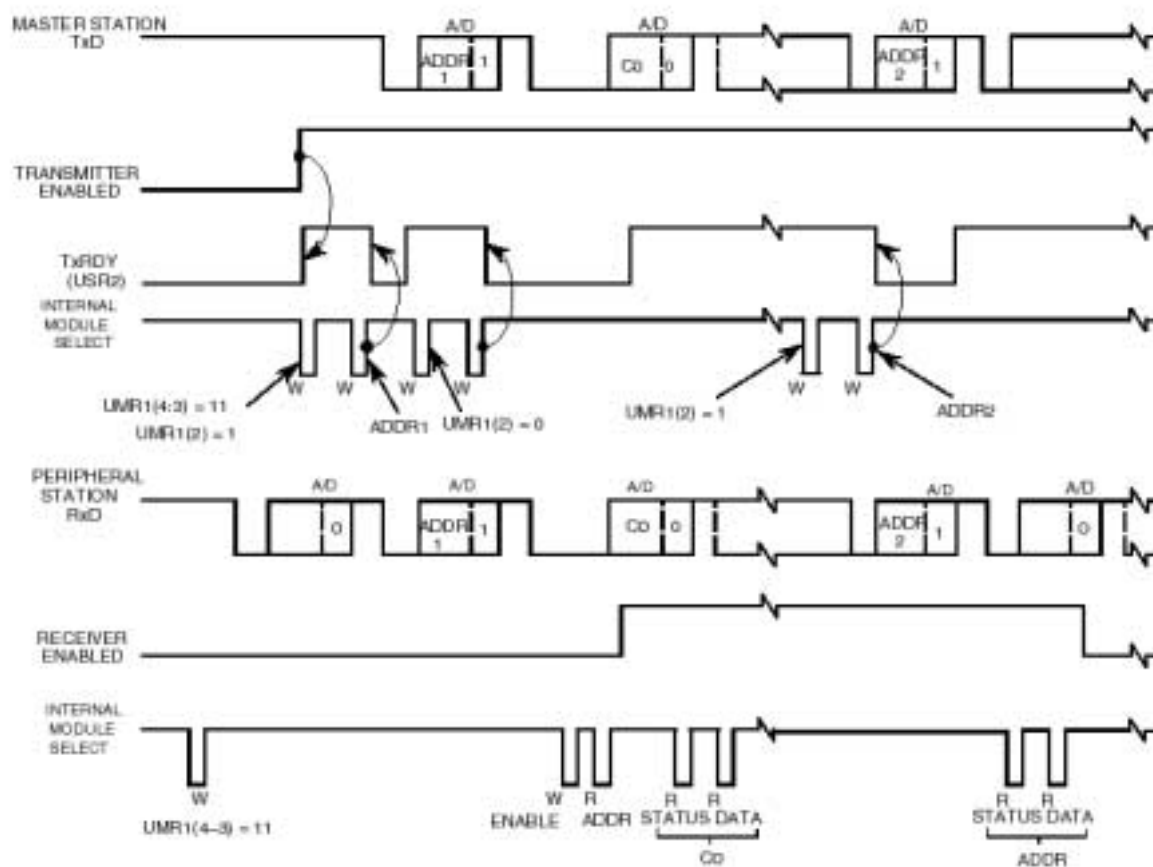 MASTER STATION
TxD
A/D A/D A/D
ADDR
1
1
C0 0
ADDR
2
1
TRANSMITTER
ENABLED
TxRDY
(USR2)
INTERNAL
MODULE
SELECT
W W W W W W
UMR1(4:3) = 11
UMR1(2) = 1
ADDR1
UMR1(2) = 0
UMR1(2) = 1
ADDR2
PERIPHERAL
STATION
RxD
A/D A/D A/D A/D A/D
0
ADDR
1
1
C0 0
ADDR
2
1
0
RECEIVER
ENABLED
INTERNAL
MODULE
SELECT
W W R R R R R
UMR1(4–3) = 11
ENABLE ADDR STATUS DATA STATUS DATA
C0 ADDR